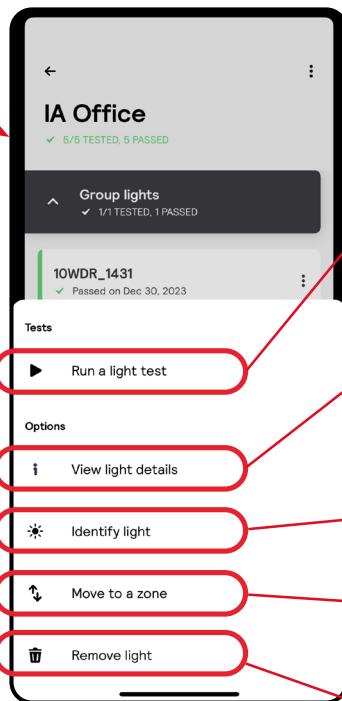 IA Office
5/5 TESTED, 5 PASSED
Group lights
1/1 TESTED, 1 PASSED
10WDR_1431
Passed on Dec 30, 2023
Tests
Run a light test
Options
View light details
Identify light
Move to a zone
Remove light